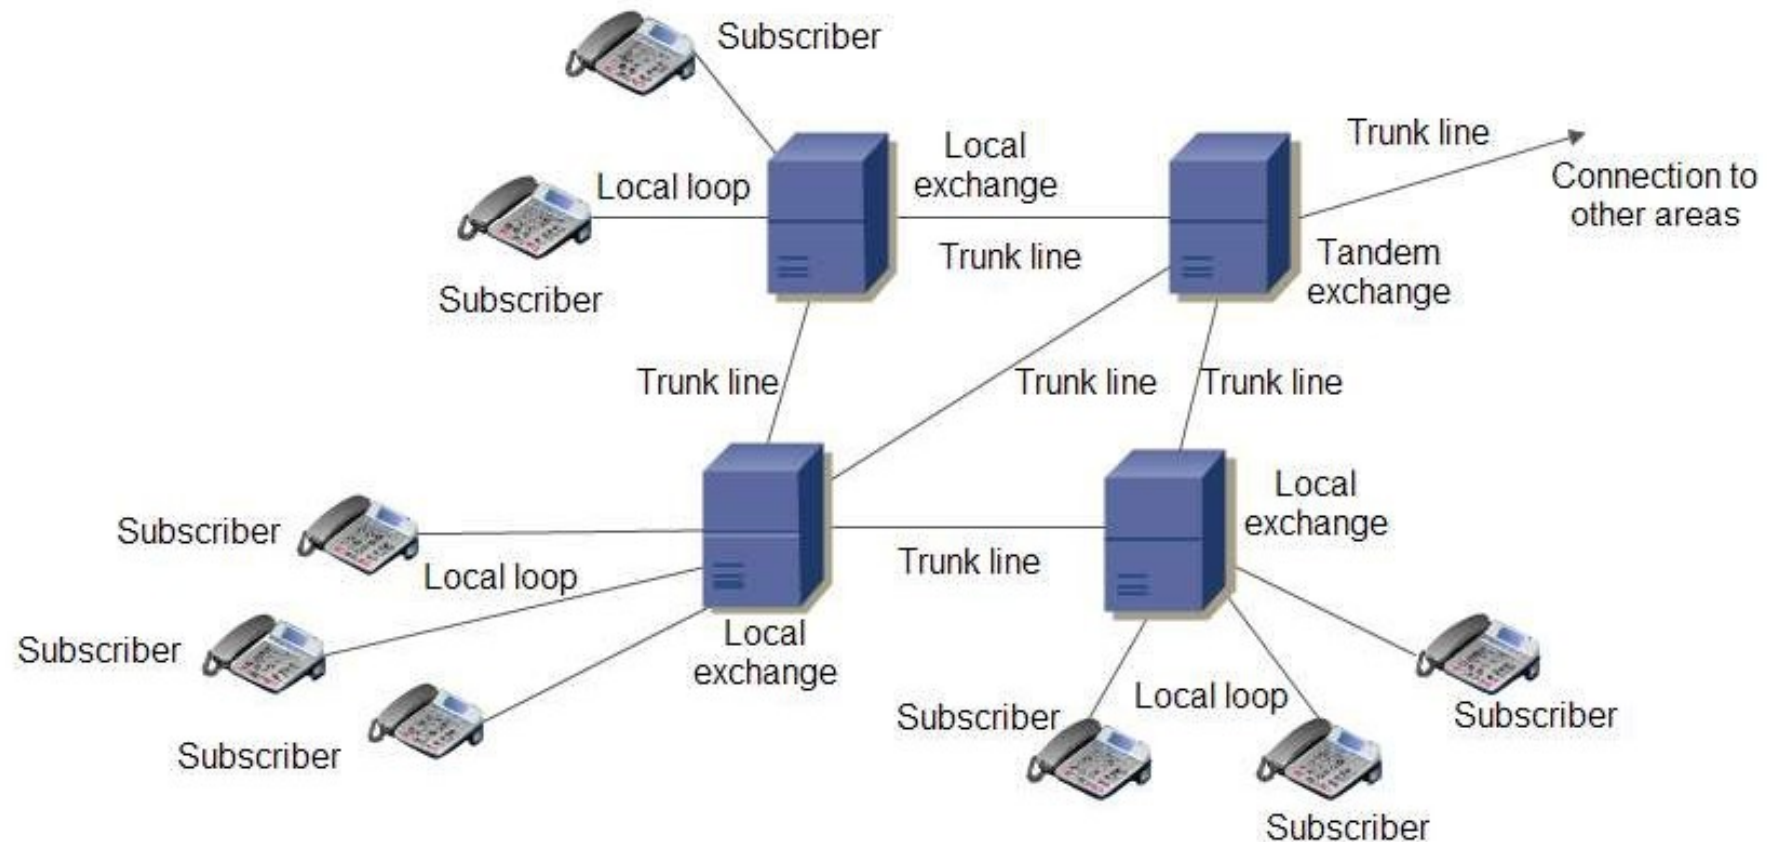 Subscriber
Trunk line
Local
exchange
Connection to
other areas
Local loop
Trunk line
Tandem
exchange
Subscriber
Trunk line
Trunk line
Trunk line
Local
exchange
Subscriber
Trunk line
Local loop
Local
exchange
Subscriber
Subscriber
Local loop
Subscriber
Subscriber
Subscriber